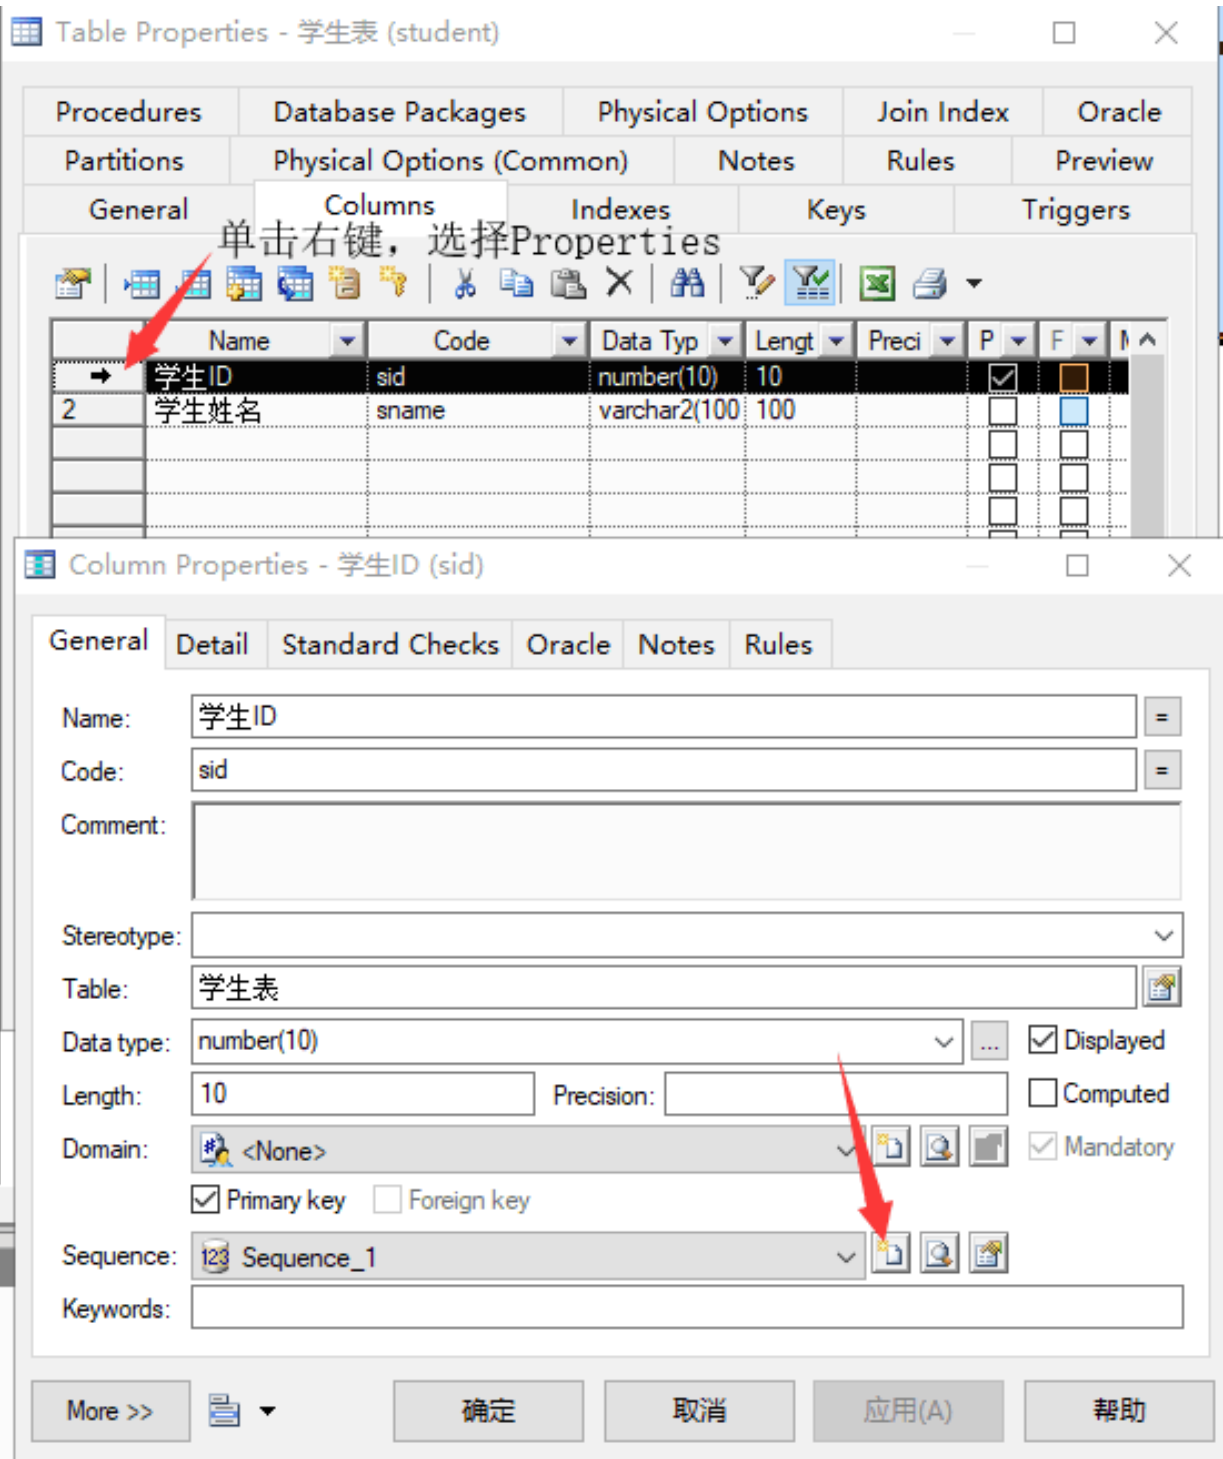 Table Properties - 学生表 (student)
Procedures Database Packages Physical Options Join Index Oracle
Partitions Physical Options (Common) Notes Rules Preview
General Columns Indexes Keys Triggers
单击右键，选择Properties
Name Code Data Typ Lengt Preci P F
学生ID sid number(10) 10
2 学生姓名 sname varchar2(100 100
Column Properties - 学生ID (sid)
General Detail Standard Checks Oracle Notes Rules
Name: 学生ID =
Code: sid =
Comment:
Stereotype:
Table: 学生表
Data type: number(10) ... Displayed
Length: 10 Precision: Computed
Domain: <None> Mandatory
Primary key Foreign key
Sequence: 123 Sequence_1
Keywords:
More >> 确定 取消 应用(A) 帮助